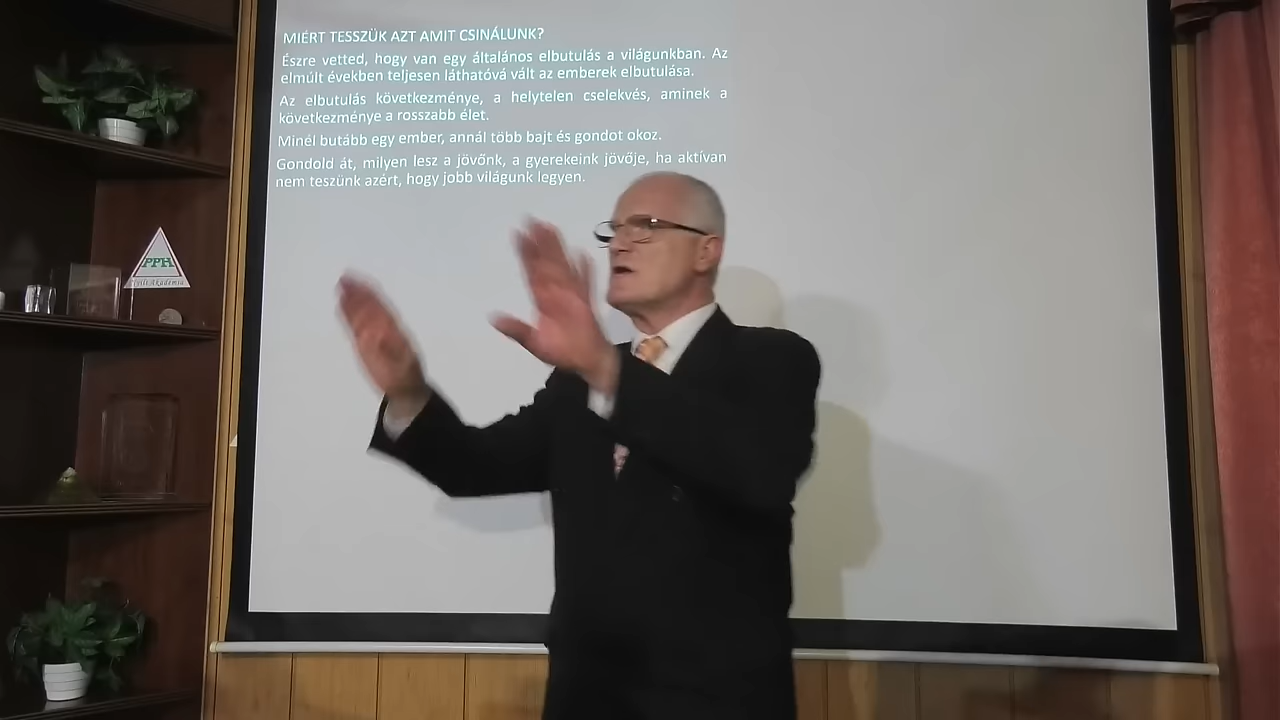 MIÉRT TESSZÜK AZT AMIT CSINÁLUNK?
Észre vetted, hogy van egy általános elbutulás a világunkban. Az
elmúlt években teljesen láthatóvá vált az emberek elbutulása.
Az elbutulás következménye, a helytelen cselekvés, aminek a
következménye a rosszabb élet.
Minél butább egy ember, annál több bajt és gondot okoz.
Gondold át, milyen lesz a jövőnk, a gyerekeink jövője, ha aktívan
nem teszünk azért, hogy jobb világunk legyen.
PPH
Akadémia